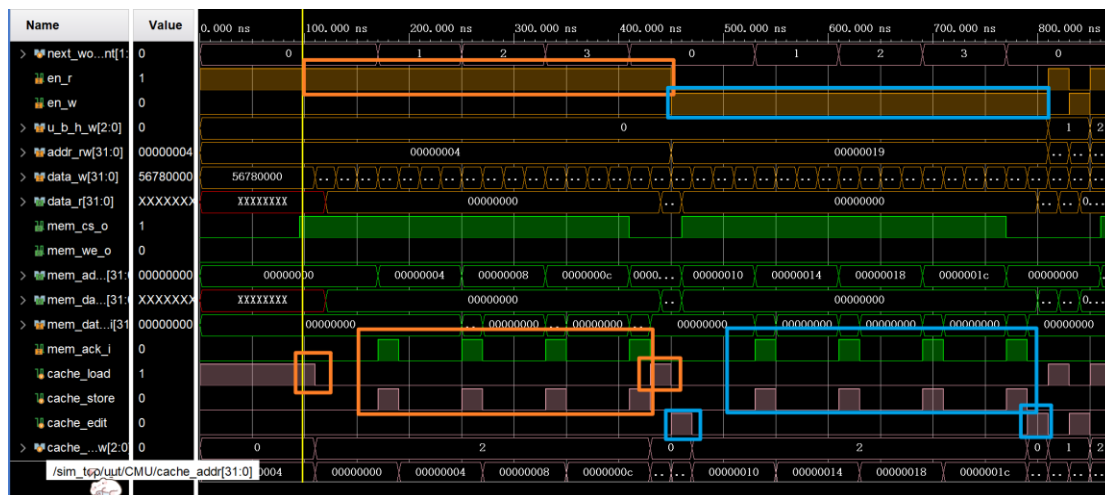 Name Value 0.000 ns 100.000 ns 200.000 ns 300.000 ns 400.000 ns 500.000 ns 600.000 ns 700.000 ns 800.000 ns
next_wo...nt[1: 0 0 1 2 3 0 1 2 3 0
en_r 1
en_w 0
u_b_h_w[2:0] 0 0 1 2
addr_rw[31:0] 00000004 00000004 00000019 .. .. ..
data_w[31:0] 56780000 56780000 .. .. .. .. .. .. .. .. .. .. .. .. .. .. .. .. .. .. .. .. .. .. .. .. .. .. .. .. .. .. .. .. .. .. .. ..
data_r[31:0] XXXXXXX XXXXXXXX 00000000 .. 00000000 .. .. 0...
mem_cs_o 1
mem_we_o 0
mem_ad...[31: 00000000 00000000 00000004 00000008 0000000c 0000... 00000010 00000014 00000018 0000001c 00000000
mem_da...[31: XXXXXXX XXXXXXXX 00000000 .. 00000000 .. .. 0...
mem_dat...i[31 00000000 00000000 .. 00000000 .. 00000000 .. 00000000 .. 00000000 .. 00000000 .. 00000000
mem_ack_i 0
cache_load 1
cache_store 0
cache_edit 0
cache_...w[2:0 0 0 2 0 2 0 1 2
/sim_top/uut/CMU/cache_addr[31:0] 0004 00000000 00000004 00000008 0000000c .. .. 00000010 00000014 00000018 0000001c .. .. ..